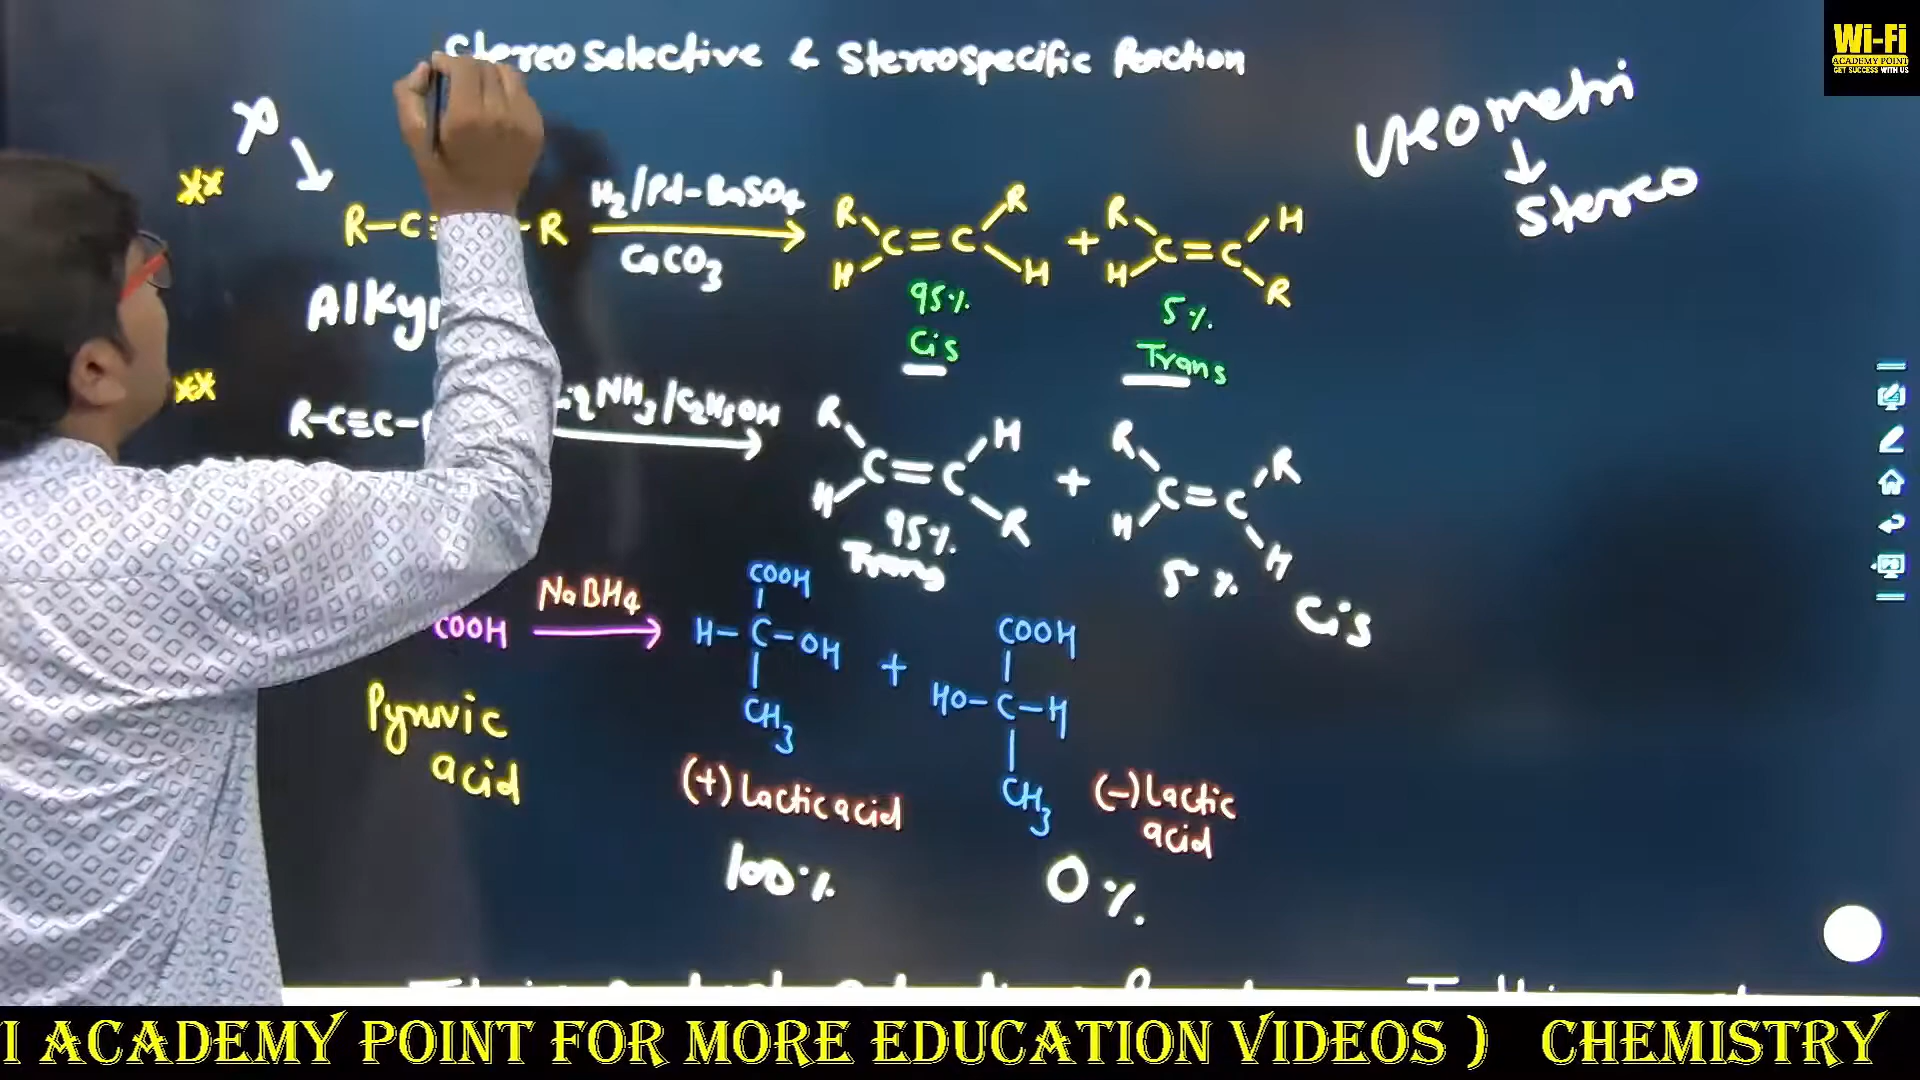 Stereo Selective & Stereospecific Reaction
Wi-Fi
ACADEMY POINT
GET SUCCESS WITH US
Geometri
↓
Stereo
R-C
-R
H2/Pd-BaSO4
CaCO3
R R
C=C
H H
+
R H
C=C
H R
95%
Cis
5%
Trans
Alkyn
R-C≡C-
Liq NH3/C2H5OH
R H
C=C
H R
+
R R
C=C
H H
95%
Trans
5%
Cis
COOH
NaBH4
COOH
H-C-OH
CH3
+
COOH
HO-C-H
CH3
Pyruvic
acid
(+) Lactic acid
(-) Lactic
acid
100%
0%
I ACADEMY POINT FOR MORE EDUCATION VIDEOS ) CHEMISTRY